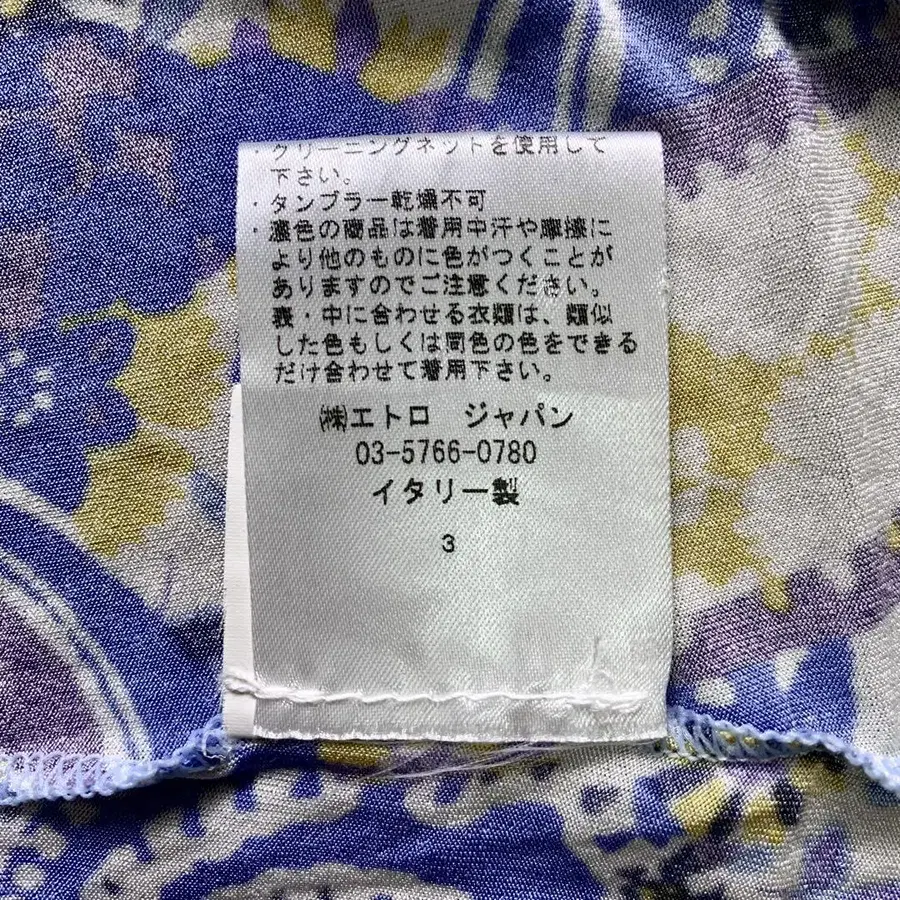 ・クリーニングネットを使用して
下さい。
・タンブラー乾燥不可
・濃色の商品は着用中汗や摩擦に
より他のものに色がつくことが
ありますのでご注意ください。
表・中に合わせる衣類は、類似
した色もしくは同色の色をできる
だけ合わせて着用下さい。
㈱エトロ ジャパン
03-5766-0780
イタリー製
3